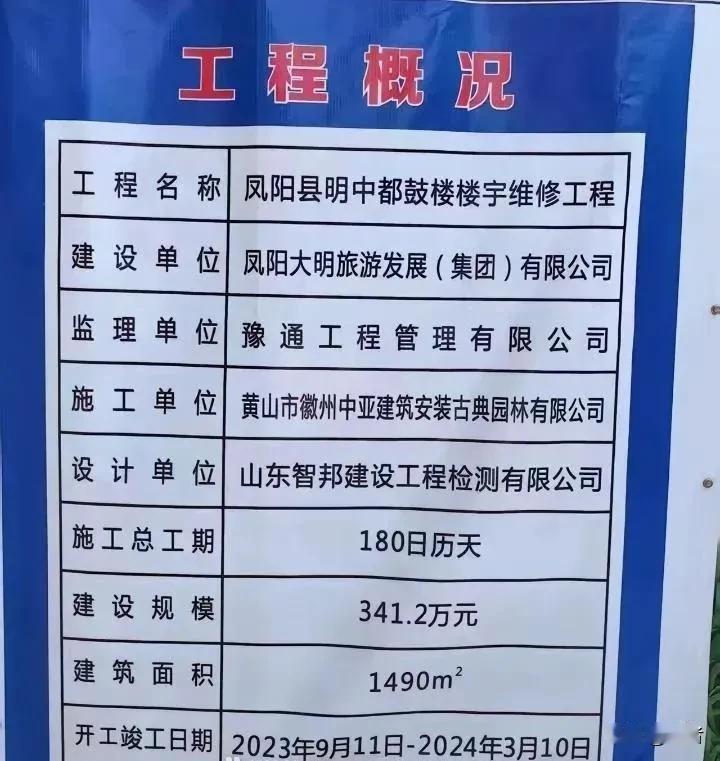 工程概况
工程名称 凤阳县明中都鼓楼楼宇维修工程
建设单位 凤阳大明旅游发展（集团）有限公司
监理单位 豫通工程管理有限公司
施工单位 黄山市徽州中亚建筑安装古典园林有限公司
设计单位 山东智邦建设工程检测有限公司
施工总工期 180日历天
建设规模 341.2万元
建筑面积 1490m²
开工竣工日期 2023年9月11日-2024年3月10日